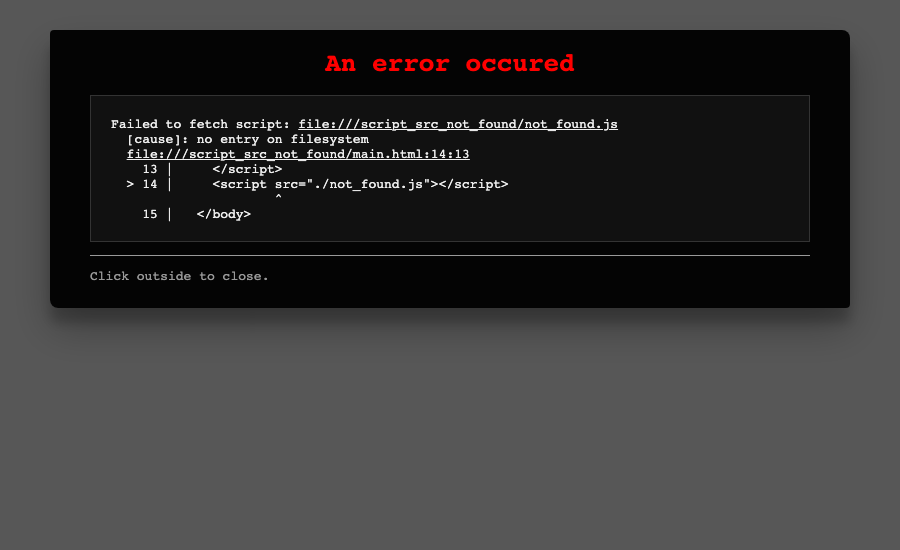 An error occured
Failed to fetch script: file:///script_src_not_found/not_found.js
  [cause]: no entry on filesystem
  file:///script_src_not_found/main.html:14:13
    13 |     </script>
  > 14 |     <script src="./not_found.js"></script>
                     ^
    15 |   </body>
Click outside to close.